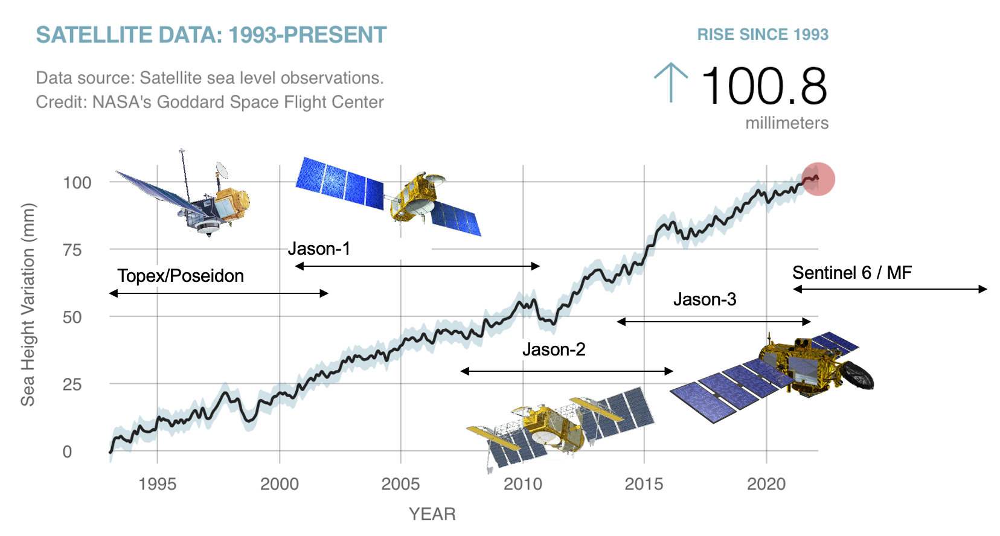 SATELLITE DATA: 1993-PRESENT
RISE SINCE 1993
Data source: Satellite sea level observations.
Credit: NASA's Goddard Space Flight Center
100.8
millimeters
100
75
50
25
0
Sea Height Variation (mm)
Jason-1
Topex/Poseidon
Sentinel 6 / MF
Jason-3
Jason-2
1995 2000 2005 2010 2015 2020
YEAR